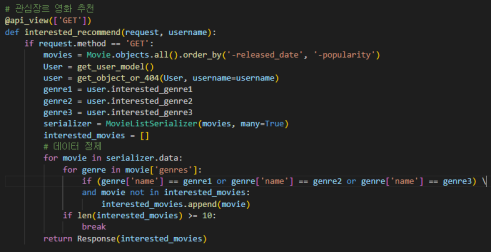 # 관심장르 영화 추천
@api_view(['GET'])
def interested_recommend(request, username):
    if request.method == 'GET':
        movies = Movie.objects.all().order_by('-released_date', '-popularity')
        User = get_user_model()
        user = get_object_or_404(User, username=username)
        genre1 = user.interested_genre1
        genre2 = user.interested_genre2
        genre3 = user.interested_genre3
        serializer = MovieListSerializer(movies, many=True)
        interested_movies = []
        # 데이터 정제
        for movie in serializer.data:
            for genre in movie['genres']:
                if (genre['name'] == genre1 or genre['name'] == genre2 or genre['name'] == genre3) \
                and movie not in interested_movies:
                    interested_movies.append(movie)
            if len(interested_movies) >= 10:
                break
        return Response(interested_movies)